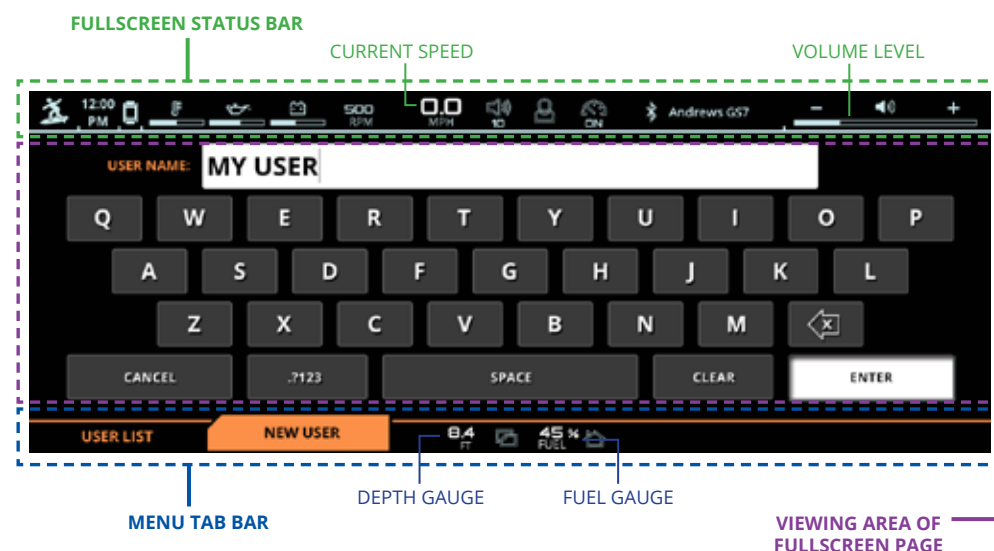 FULLSCREEN STATUS BAR
CURRENT SPEED
VOLUME LEVEL
12:00 PM
500 RPM
0.0 MPH
10
ON
Andrews GS7
− +
USER NAME: MY USER
Q W E R T Y U I O P
A S D F G H J K L
Z X C V B N M
CANCEL .?123 SPACE CLEAR ENTER
USER LIST NEW USER 8.4 FT 45 % FUEL
DEPTH GAUGE FUEL GAUGE
MENU TAB BAR
VIEWING AREA OF
FULLSCREEN PAGE